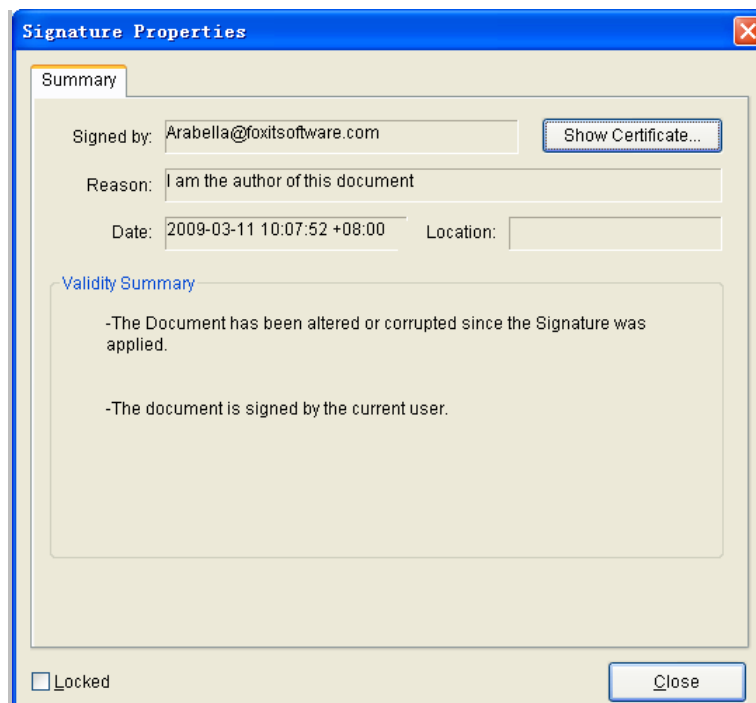 Signature Properties
Summary
Signed by: Arabella@foxitsoftware.com Show Certificate...
Reason: I am the author of this document
Date: 2009-03-11 10:07:52 +08:00 Location:
Validity Summary
-The Document has been altered or corrupted since the Signature was
applied.
-The document is signed by the current user.
Locked Close